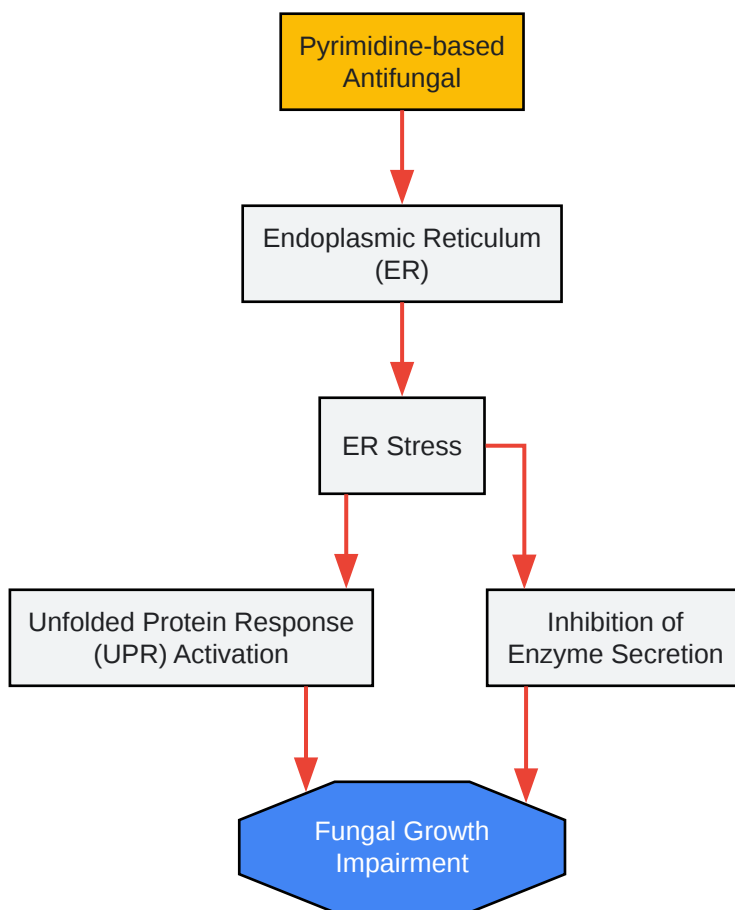 Pyrimidine-based
Antifungal
Endoplasmic Reticulum
(ER)
ER Stress
Unfolded Protein Response
(UPR) Activation
Inhibition of
Enzyme Secretion
Fungal Growth
Impairment